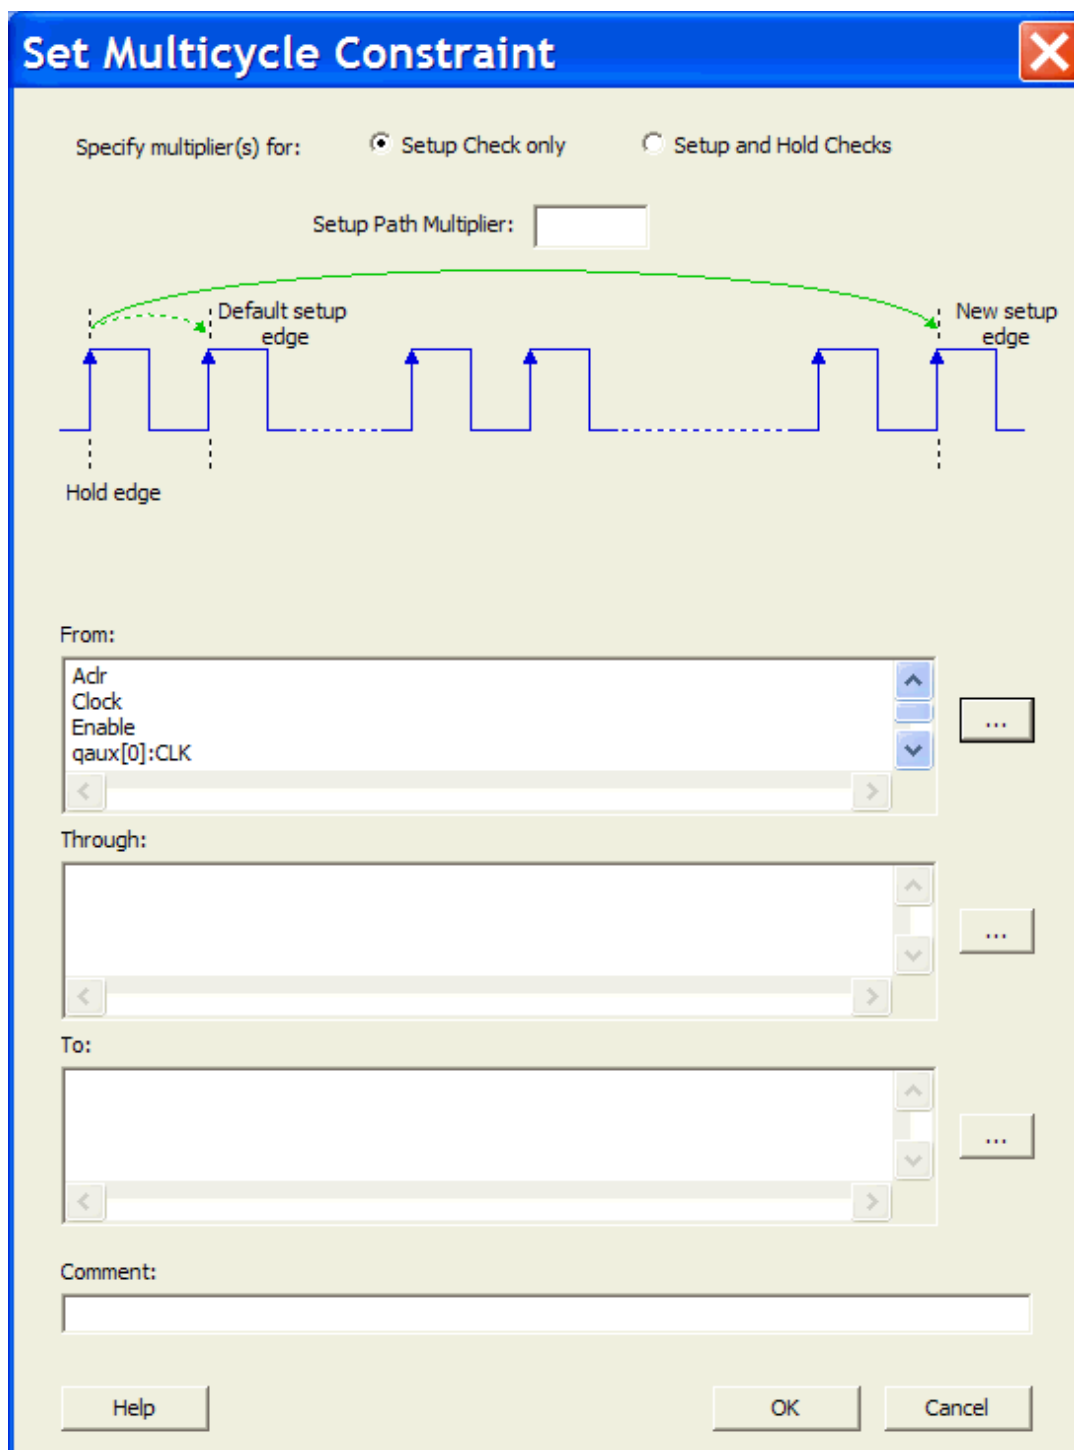 Set Multicycle Constraint
Specify multiplier(s) for: Setup Check only Setup and Hold Checks
Setup Path Multiplier:
Default setup edge
New setup edge
Hold edge
From:
Aclr
Clock
Enable
qaux[0]:CLK
...
Through:
...
To:
...
Comment:
Help OK Cancel